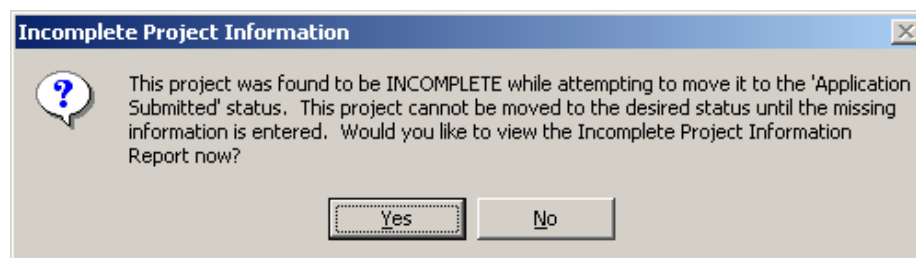 Incomplete Project Information
This project was found to be INCOMPLETE while attempting to move it to the 'Application
Submitted' status.  This project cannot be moved to the desired status until the missing
information is entered.  Would you like to view the Incomplete Project Information
Report now?
Yes No